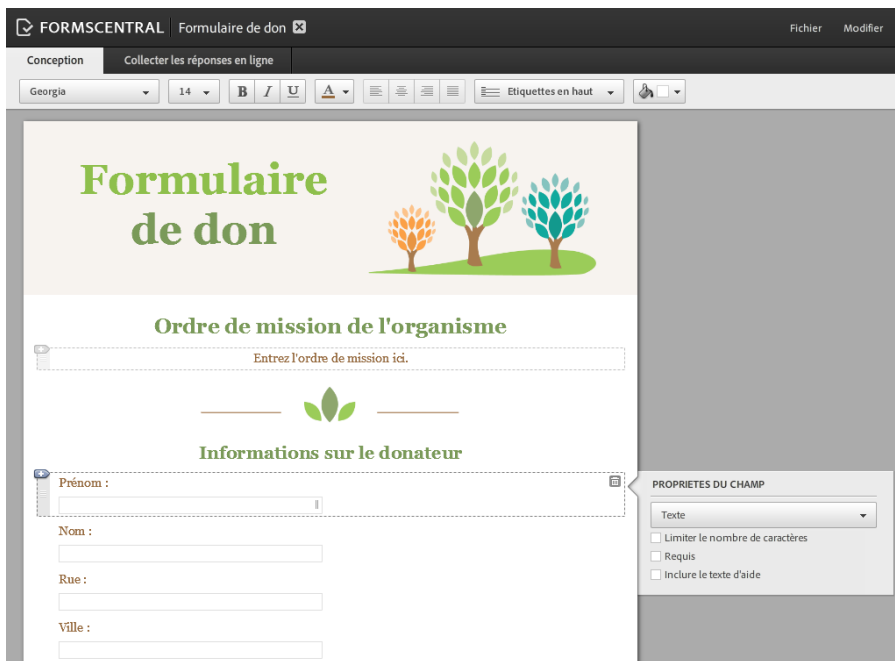 FORMSCENTRAL Formulaire de don
Fichier Modifier
Conception Collecter les réponses en ligne
Georgia 14 B I U A Etiquettes en haut
Formulaire
de don
Ordre de mission de l'organisme
Entrez l'ordre de mission ici.
Informations sur le donateur
Prénom :
Nom :
Rue :
Ville :
PROPRIETES DU CHAMP
Texte
Limiter le nombre de caractères
Requis
Inclure le texte d'aide